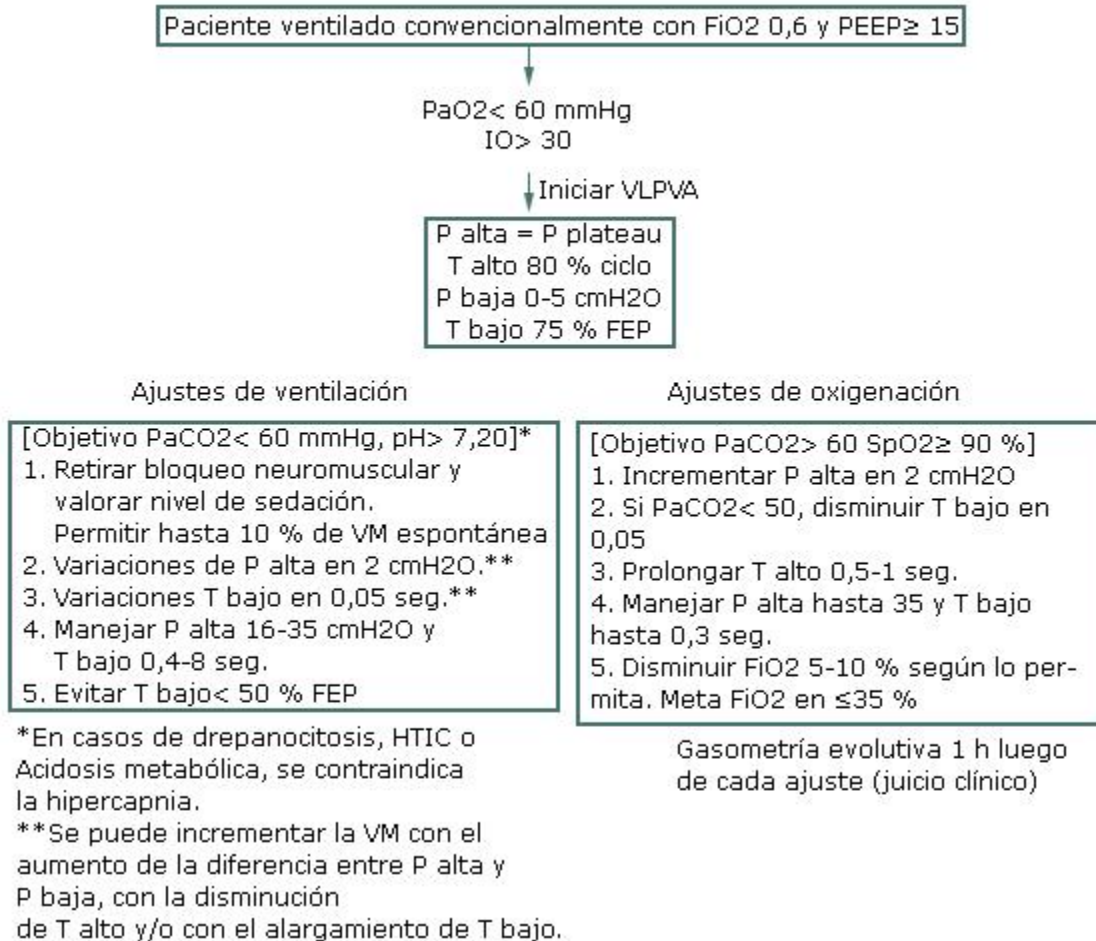 Paciente ventilado convencionalmente con FiO2 0,6 y PEEP≥ 15
PaO2< 60 mmHg
IO> 30
Iniciar VLPVA
P alta = P plateau
T alto 80 % ciclo
P baja 0-5 cmH2O
T bajo 75 % FEP
Ajustes de ventilación
[Objetivo PaCO2< 60 mmHg, pH> 7,20]*
1. Retirar bloqueo neuromuscular y
valorar nivel de sedación.
Permitir hasta 10 % de VM espontánea
2. Variaciones de P alta en 2 cmH2O.**
3. Variaciones T bajo en 0,05 seg.**
4. Manejar P alta 16-35 cmH2O y
T bajo 0,4-8 seg.
5. Evitar T bajo< 50 % FEP
*En casos de drepanocitosis, HTIC o
Acidosis metabólica, se contraindica
la hipercapnia.
**Se puede incrementar la VM con el
aumento de la diferencia entre P alta y
P baja, con la disminución
de T alto y/o con el alargamiento de T bajo.
Ajustes de oxigenación
[Objetivo PaCO2> 60 SpO2≥ 90 %]
1. Incrementar P alta en 2 cmH2O
2. Si PaCO2< 50, disminuir T bajo en
0,05
3. Prolongar T alto 0,5-1 seg.
4. Manejar P alta hasta 35 y T bajo
hasta 0,3 seg.
5. Disminuir FiO2 5-10 % según lo per-
mita. Meta FiO2 en ≤35 %
Gasometría evolutiva 1 h luego
de cada ajuste (juicio clínico)